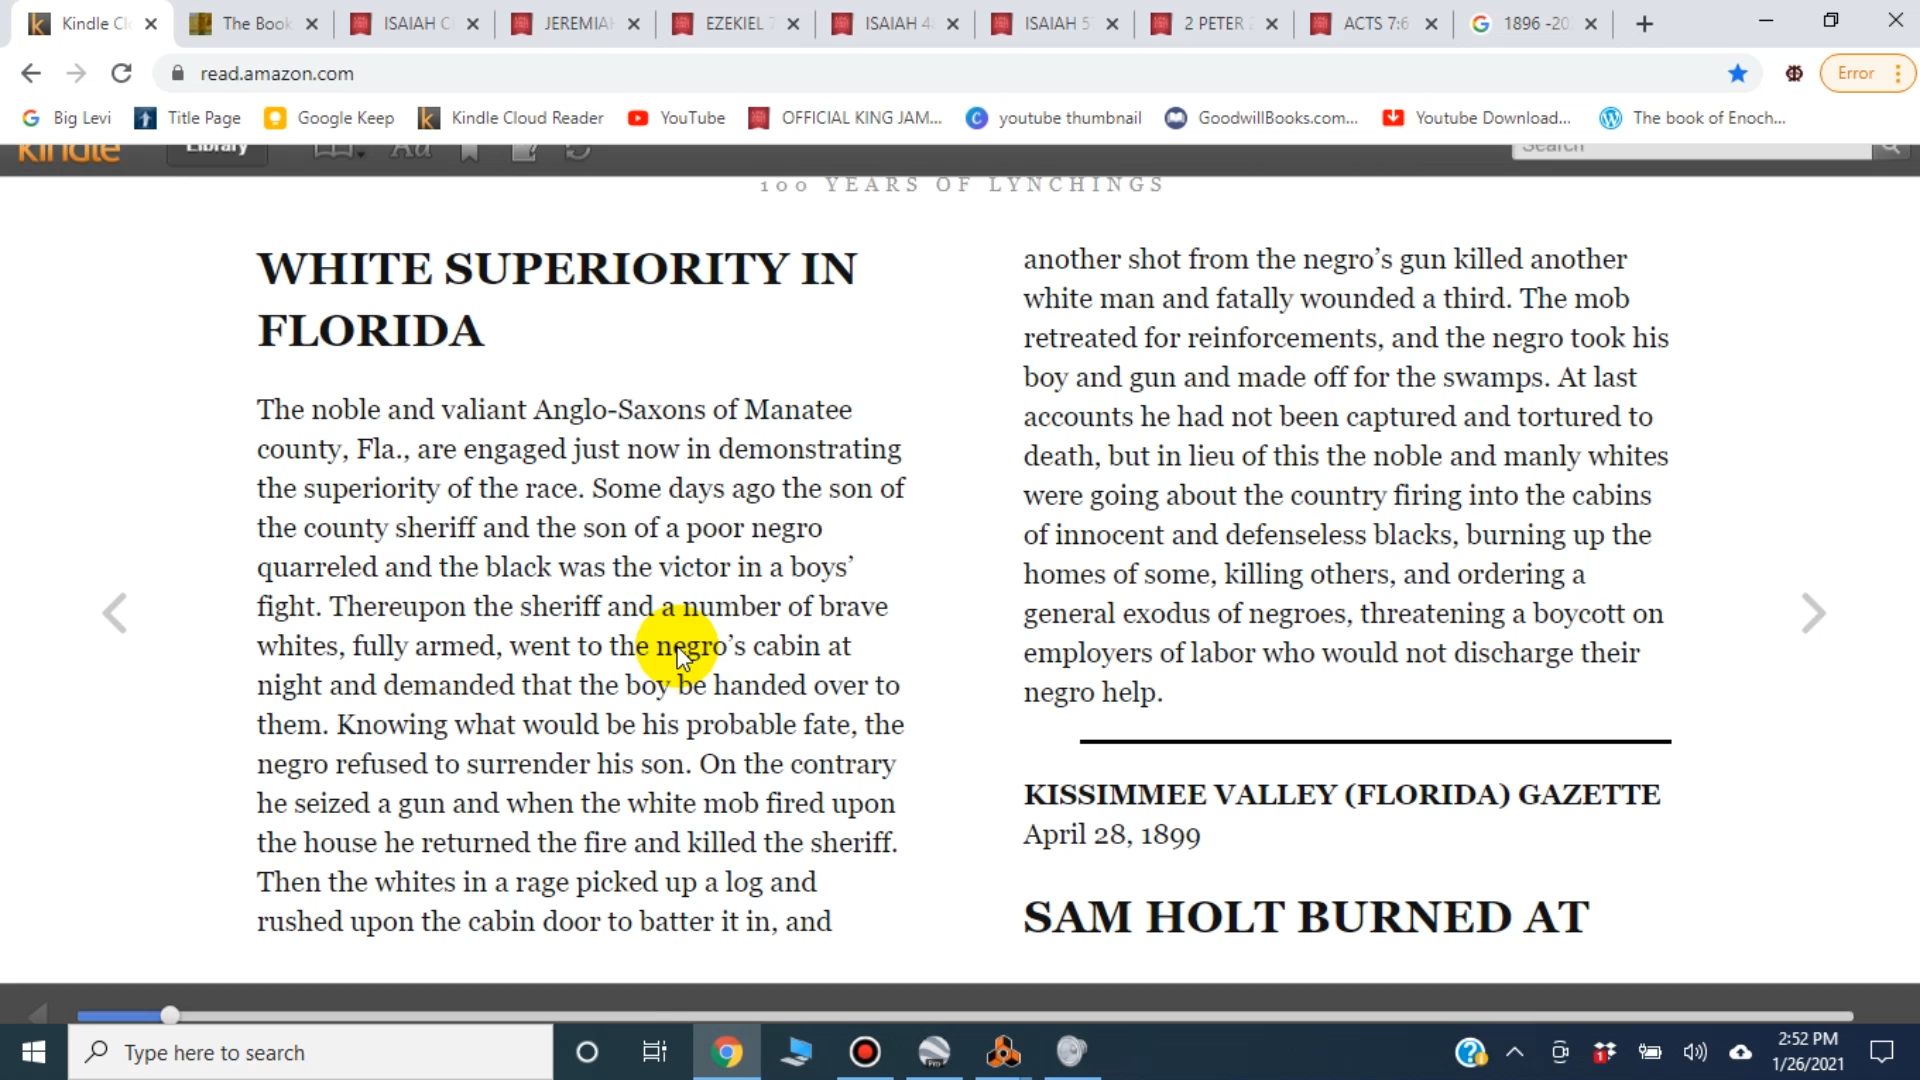 Kindle Cl
The Book
ISAIAH C
JEREMIA
EZEKIEL 7
ISAIAH 4
ISAIAH 5
2 PETER 2
ACTS 7:6
1896 -20
read.amazon.com
Error
Big Levi
Title Page
Google Keep
Kindle Cloud Reader
YouTube
OFFICIAL KING JAM...
youtube thumbnail
GoodwillBooks.com...
Youtube Download...
The book of Enoch...
kindle
Library
Aa
Search
100 YEARS OF LYNCHINGS
WHITE SUPERIORITY IN
FLORIDA
The noble and valiant Anglo-Saxons of Manatee
county, Fla., are engaged just now in demonstrating
the superiority of the race. Some days ago the son of
the county sheriff and the son of a poor negro
quarreled and the black was the victor in a boys’
fight. Thereupon the sheriff and a number of brave
whites, fully armed, went to the negro’s cabin at
night and demanded that the boy be handed over to
them. Knowing what would be his probable fate, the
negro refused to surrender his son. On the contrary
he seized a gun and when the white mob fired upon
the house he returned the fire and killed the sheriff.
Then the whites in a rage picked up a log and
rushed upon the cabin door to batter it in, and
another shot from the negro’s gun killed another
white man and fatally wounded a third. The mob
retreated for reinforcements, and the negro took his
boy and gun and made off for the swamps. At last
accounts he had not been captured and tortured to
death, but in lieu of this the noble and manly whites
were going about the country firing into the cabins
of innocent and defenseless blacks, burning up the
homes of some, killing others, and ordering a
general exodus of negroes, threatening a boycott on
employers of labor who would not discharge their
negro help.
KISSIMMEE VALLEY (FLORIDA) GAZETTE
April 28, 1899
SAM HOLT BURNED AT
Type here to search
2:52 PM
1/26/2021